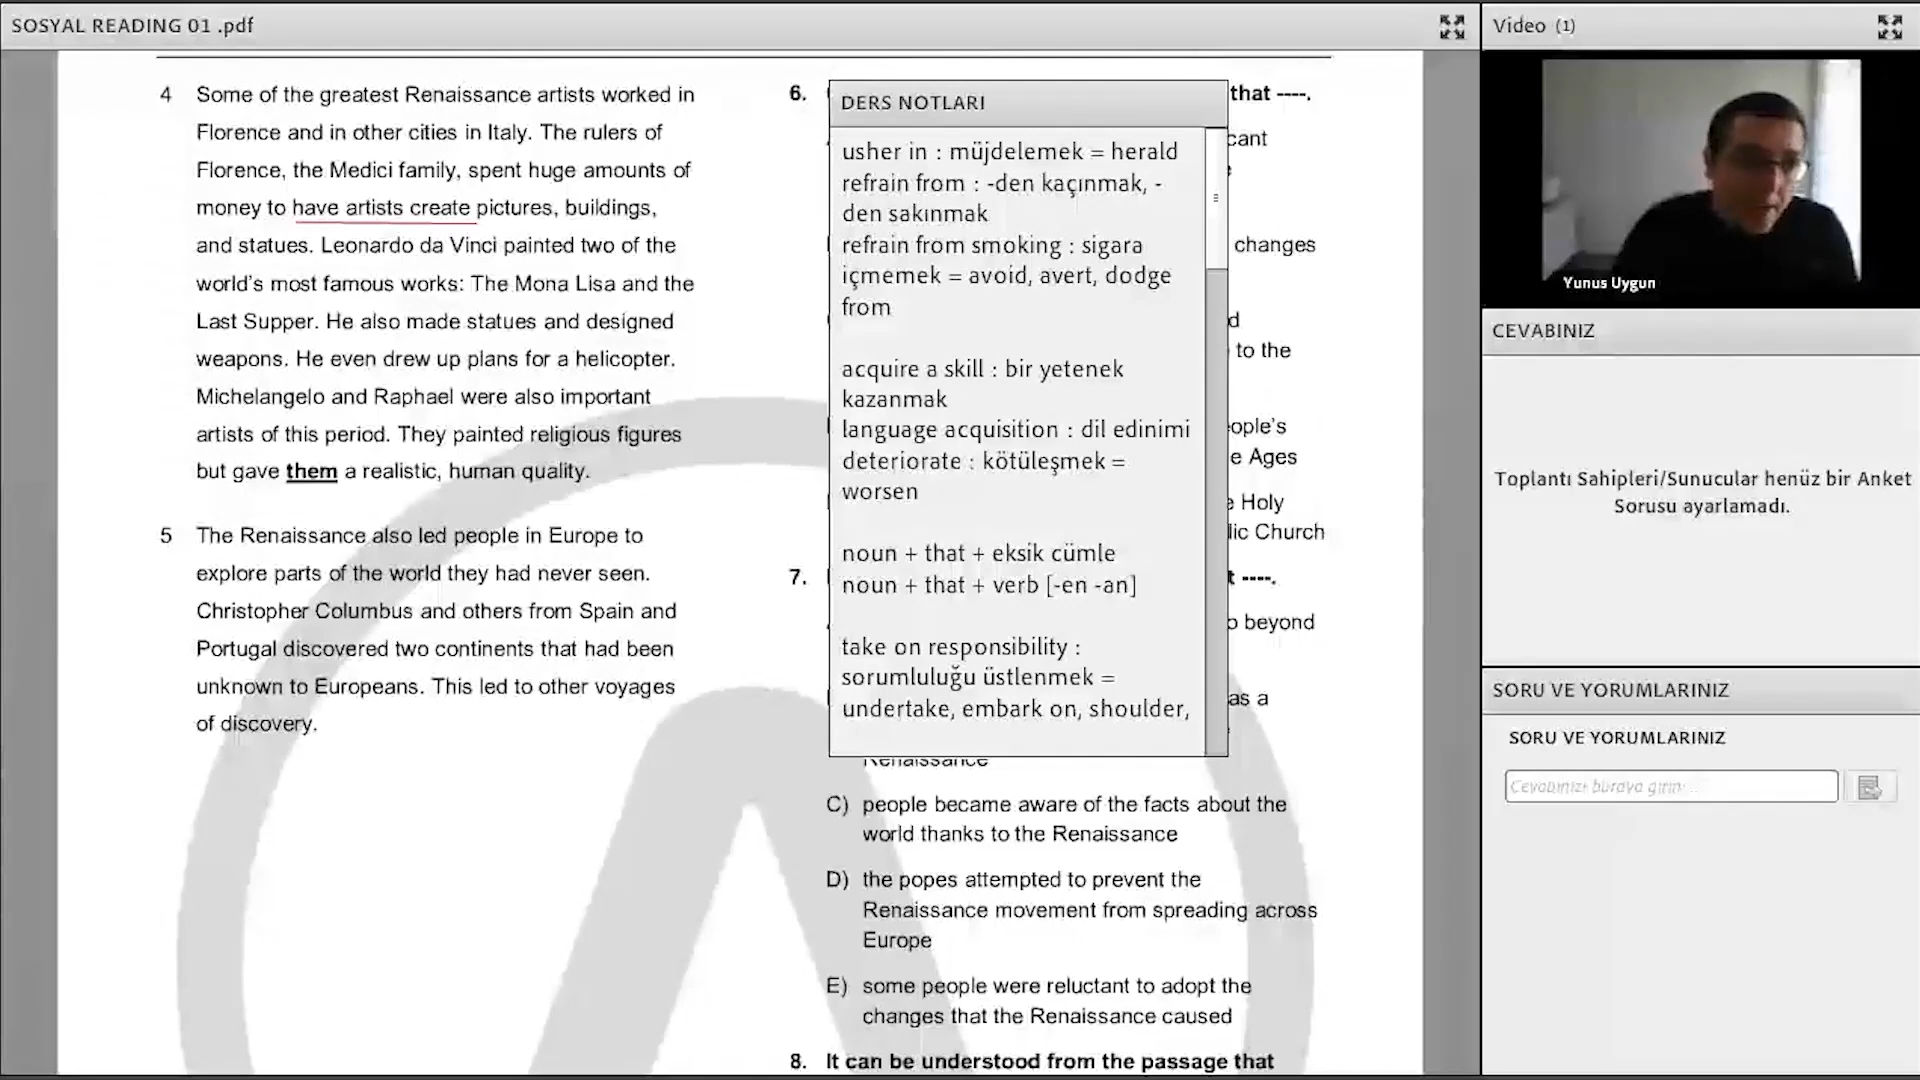 SOSYAL READING 01 .pdf
4 Some of the greatest Renaissance artists worked in
Florence and in other cities in Italy. The rulers of
Florence, the Medici family, spent huge amounts of
money to have artists create pictures, buildings,
and statues. Leonardo da Vinci painted two of the
world's most famous works: The Mona Lisa and the
Last Supper. He also made statues and designed
weapons. He even drew up plans for a helicopter.
Michelangelo and Raphael were also important
artists of this period. They painted religious figures
but gave them a realistic, human quality.
5 The Renaissance also led people in Europe to
explore parts of the world they had never seen.
Christopher Columbus and others from Spain and
Portugal discovered two continents that had been
unknown to Europeans. This led to other voyages
of discovery.
6.
that ----.
cant
changes
d
to the
ople's
e Ages
e Holy
lic Church
7.
t ----.
o beyond
as a
Renaissance
C) people became aware of the facts about the
world thanks to the Renaissance
D) the popes attempted to prevent the
Renaissance movement from spreading across
Europe
E) some people were reluctant to adopt the
changes that the Renaissance caused
8. It can be understood from the passage that
DERS NOTLARI
usher in : müjdelemek = herald
refrain from : -den kaçınmak, -
den sakınmak
refrain from smoking : sigara
içmemek = avoid, avert, dodge
from
acquire a skill : bir yetenek
kazanmak
language acquisition : dil edinimi
deteriorate : kötüleşmek =
worsen
noun + that + eksik cümle
noun + that + verb [-en -an]
take on responsibility :
sorumluluğu üstlenmek =
undertake, embark on, shoulder,
Video (1)
Yunus Uygun
CEVABINIZ
Toplantı Sahipleri/Sunucular henüz bir Anket
Sorusu ayarlamadı.
SORU VE YORUMLARINIZ
SORU VE YORUMLARINIZ
Cevabınızı buraya girin: ...